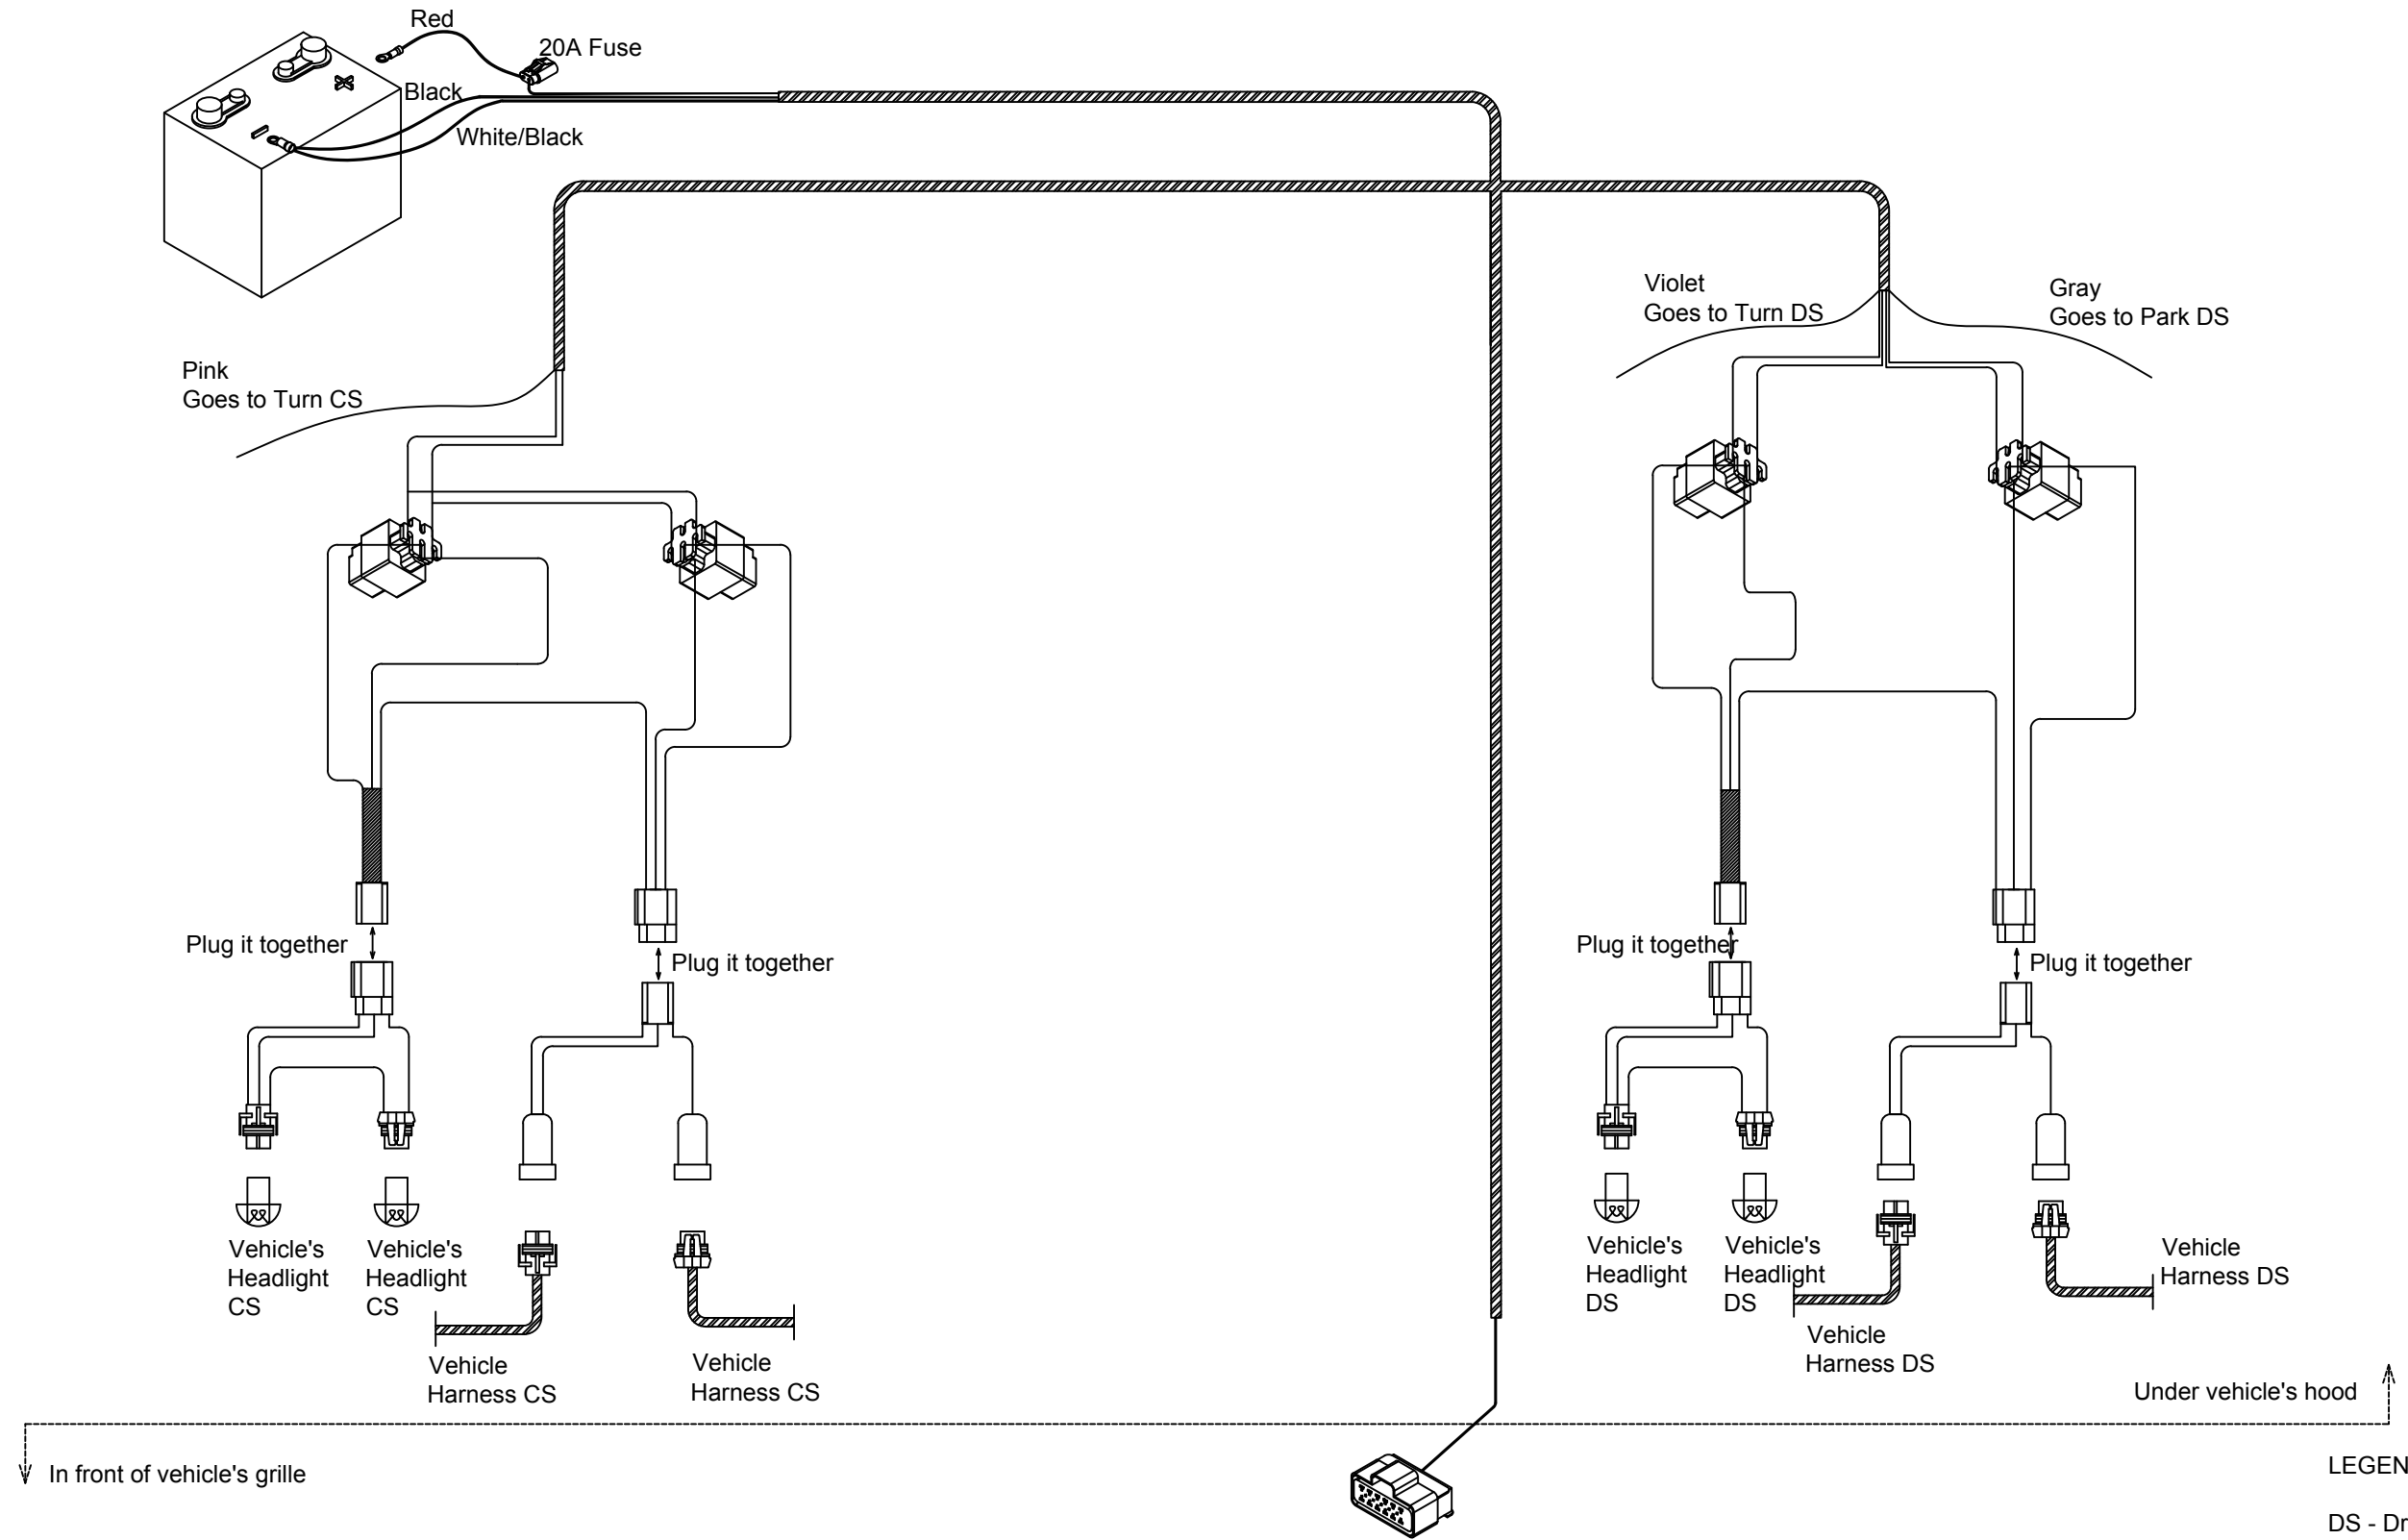 Red
20A Fuse
Black
White/Black
Violet
Goes to Turn DS
Gray
Goes to Park DS
Pink
Goes to Turn CS
Plug it together
Plug it together
Plug it together
Plug it together
Vehicle's
Headlight
CS
Vehicle's
Headlight
CS
Vehicle
Harness CS
Vehicle
Harness CS
Vehicle's
Headlight
DS
Vehicle's
Headlight
DS
Vehicle
Harness DS
Vehicle
Harness DS
Under vehicle's hood
In front of vehicle's grille
LEGEN
DS - Dr